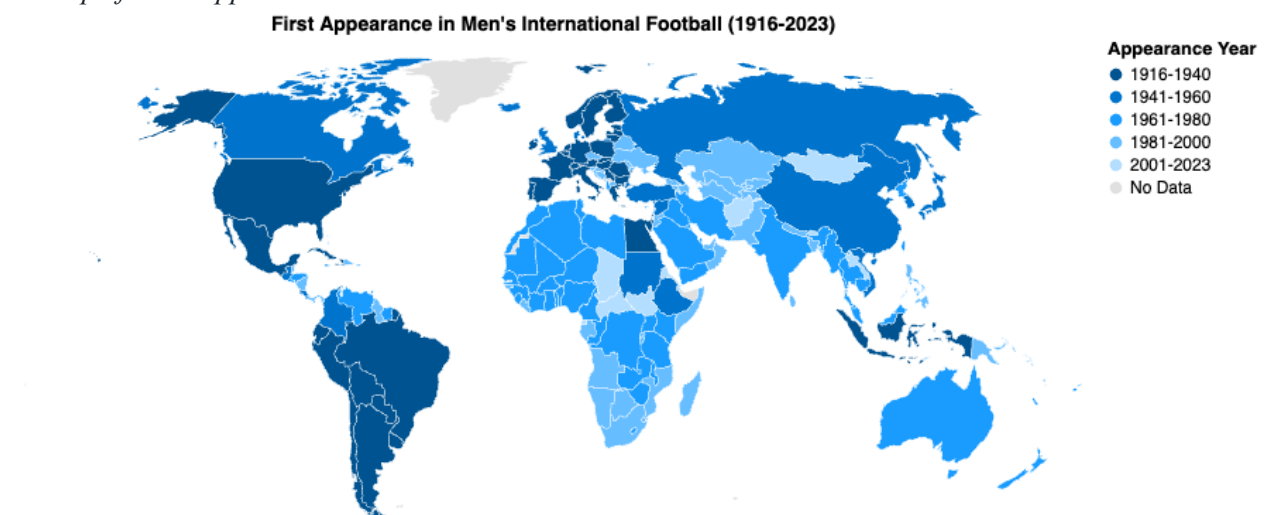 First Appearance in Men's International Football (1916-2023)
Appearance Year
1916-1940
1941-1960
1961-1980
1981-2000
2001-2023
No Data